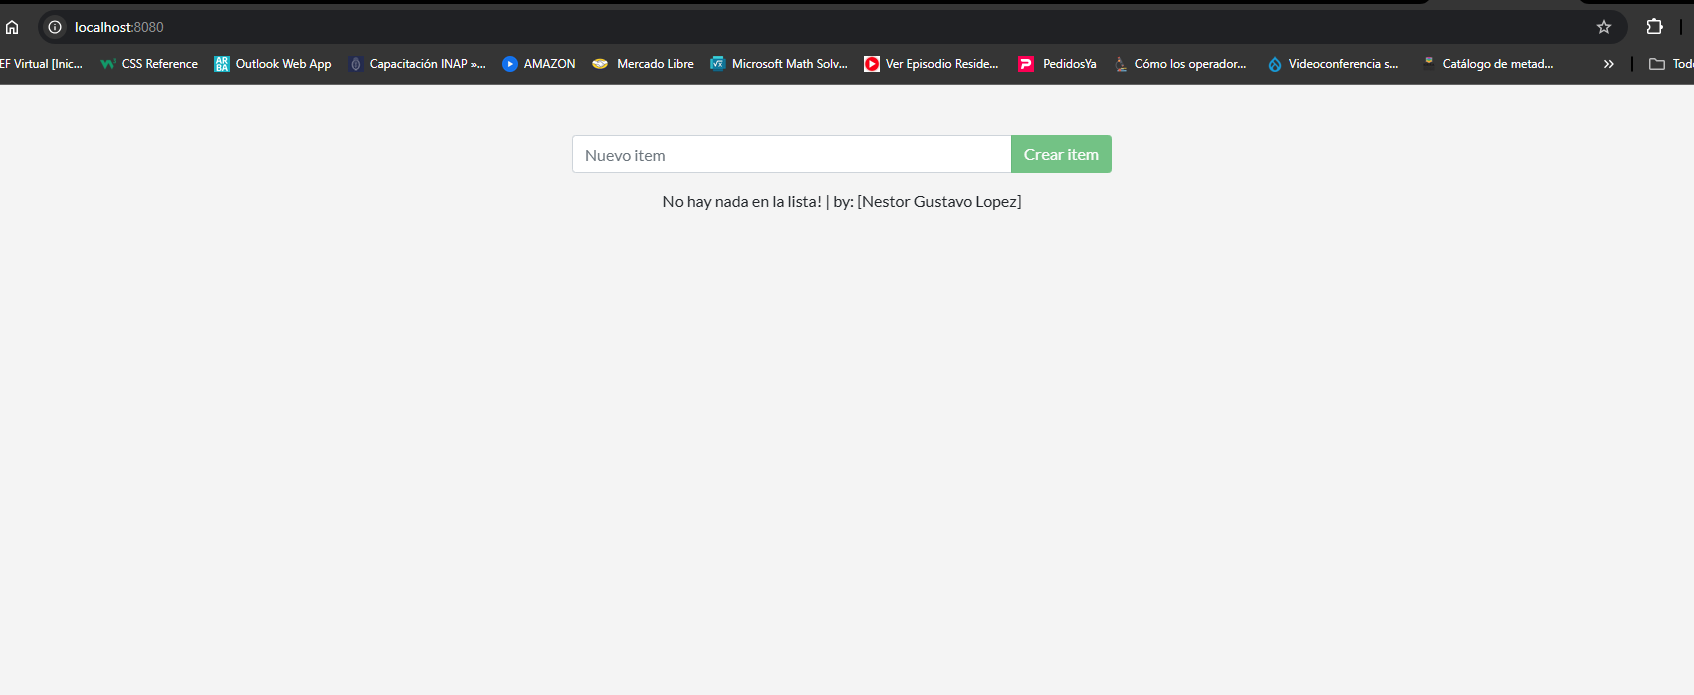 localhost:8080
EF Virtual [Inic... CSS Reference ARBA Outlook Web App Capacitación INAP »... AMAZON Mercado Libre Microsoft Math Solv... Ver Episodio Reside... PedidosYa Cómo los operador... Videoconferencia s... Catálogo de metad... » Tod
Nuevo item Crear item
No hay nada en la lista! | by: [Nestor Gustavo Lopez]